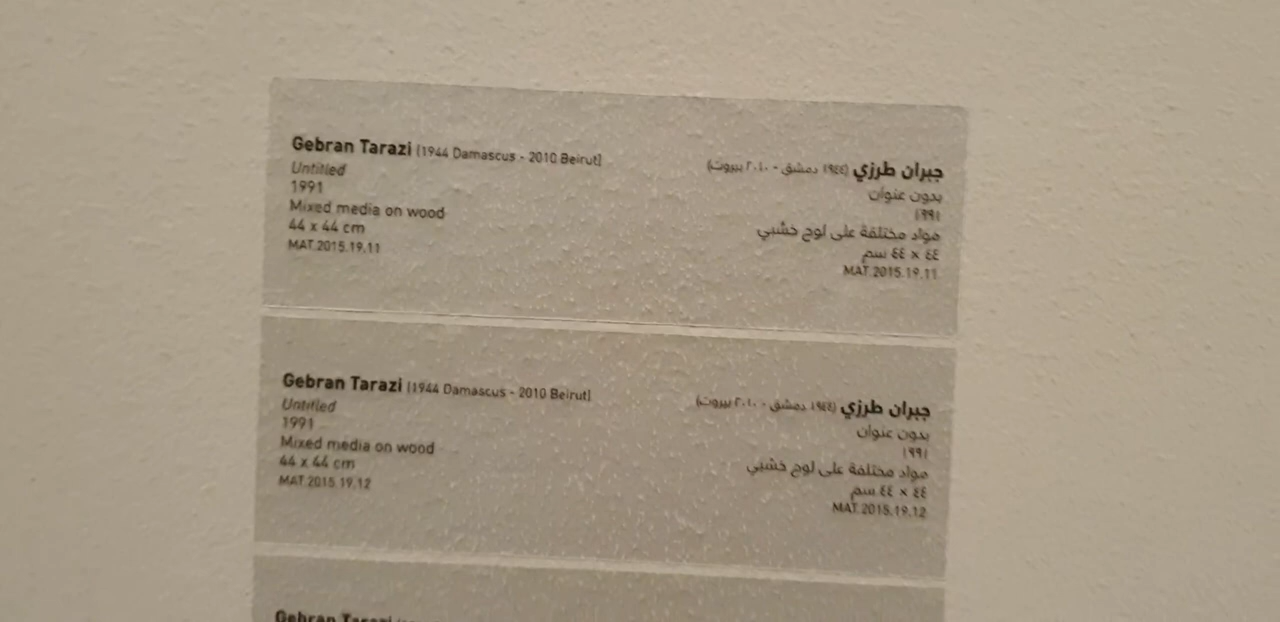 Gebran Tarazi (1944 Damascus - 2010 Beirut)
Untitled
1991
Mixed media on wood
44 x 44 cm
MAT.2015.19.11
جبران طرزي (١٩٤٤ دمشق - ٢٠١٠ بيروت)
بدون عنوان
١٩٩١
مواد مختلفة على لوح خشبي
٤٤ × ٤٤ سم
MAT.2015.19.11
Gebran Tarazi (1944 Damascus - 2010 Beirut)
Untitled
1991
Mixed media on wood
44 x 44 cm
MAT.2015.19.12
جبران طرزي (١٩٤٤ دمشق - ٢٠١٠ بيروت)
بدون عنوان
١٩٩١
مواد مختلفة على لوح خشبي
٤٤ × ٤٤ سم
MAT.2015.19.12
Gebran Tarazi